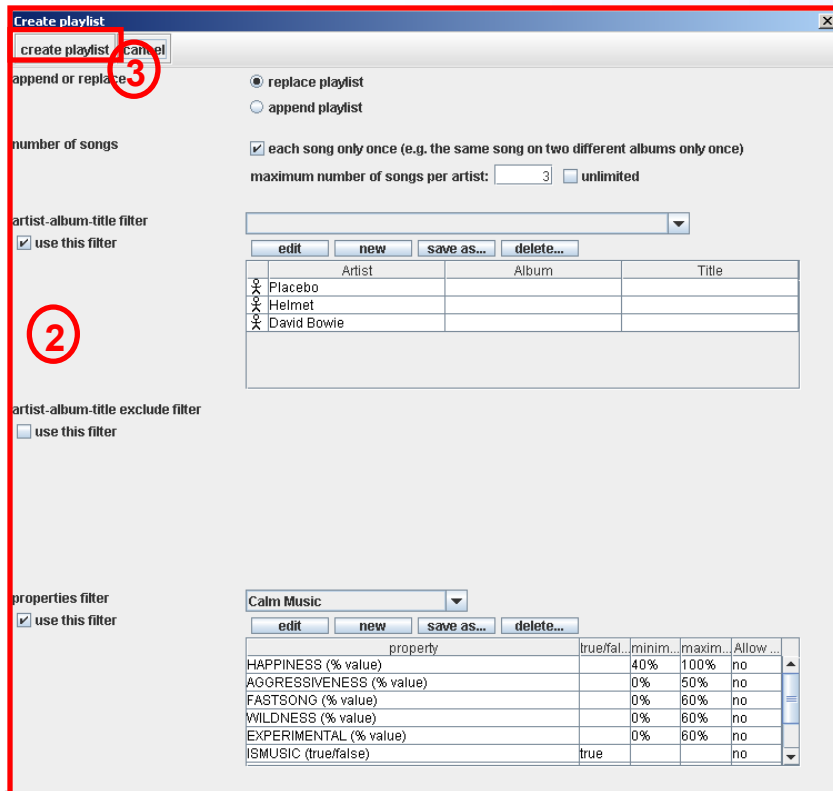 Create playlist
create playlist cancel
3
append or replace
replace playlist
append playlist
number of songs
each song only once (e.g. the same song on two different albums only once)
maximum number of songs per artist: 3 unlimited
artist-album-title filter
use this filter
edit new save as... delete...
Artist Album Title
Placebo
Helmet
David Bowie
2
artist-album-title exclude filter
use this filter
properties filter
Calm Music
use this filter
edit new save as... delete...
property true/fal... minim... maxim... Allow ...
HAPPINESS (% value) 40% 100% no
AGGRESSIVENESS (% value) 0% 50% no
FASTSONG (% value) 0% 60% no
WILDNESS (% value) 0% 60% no
EXPERIMENTAL (% value) 0% 60% no
ISMUSIC (true/false) true no